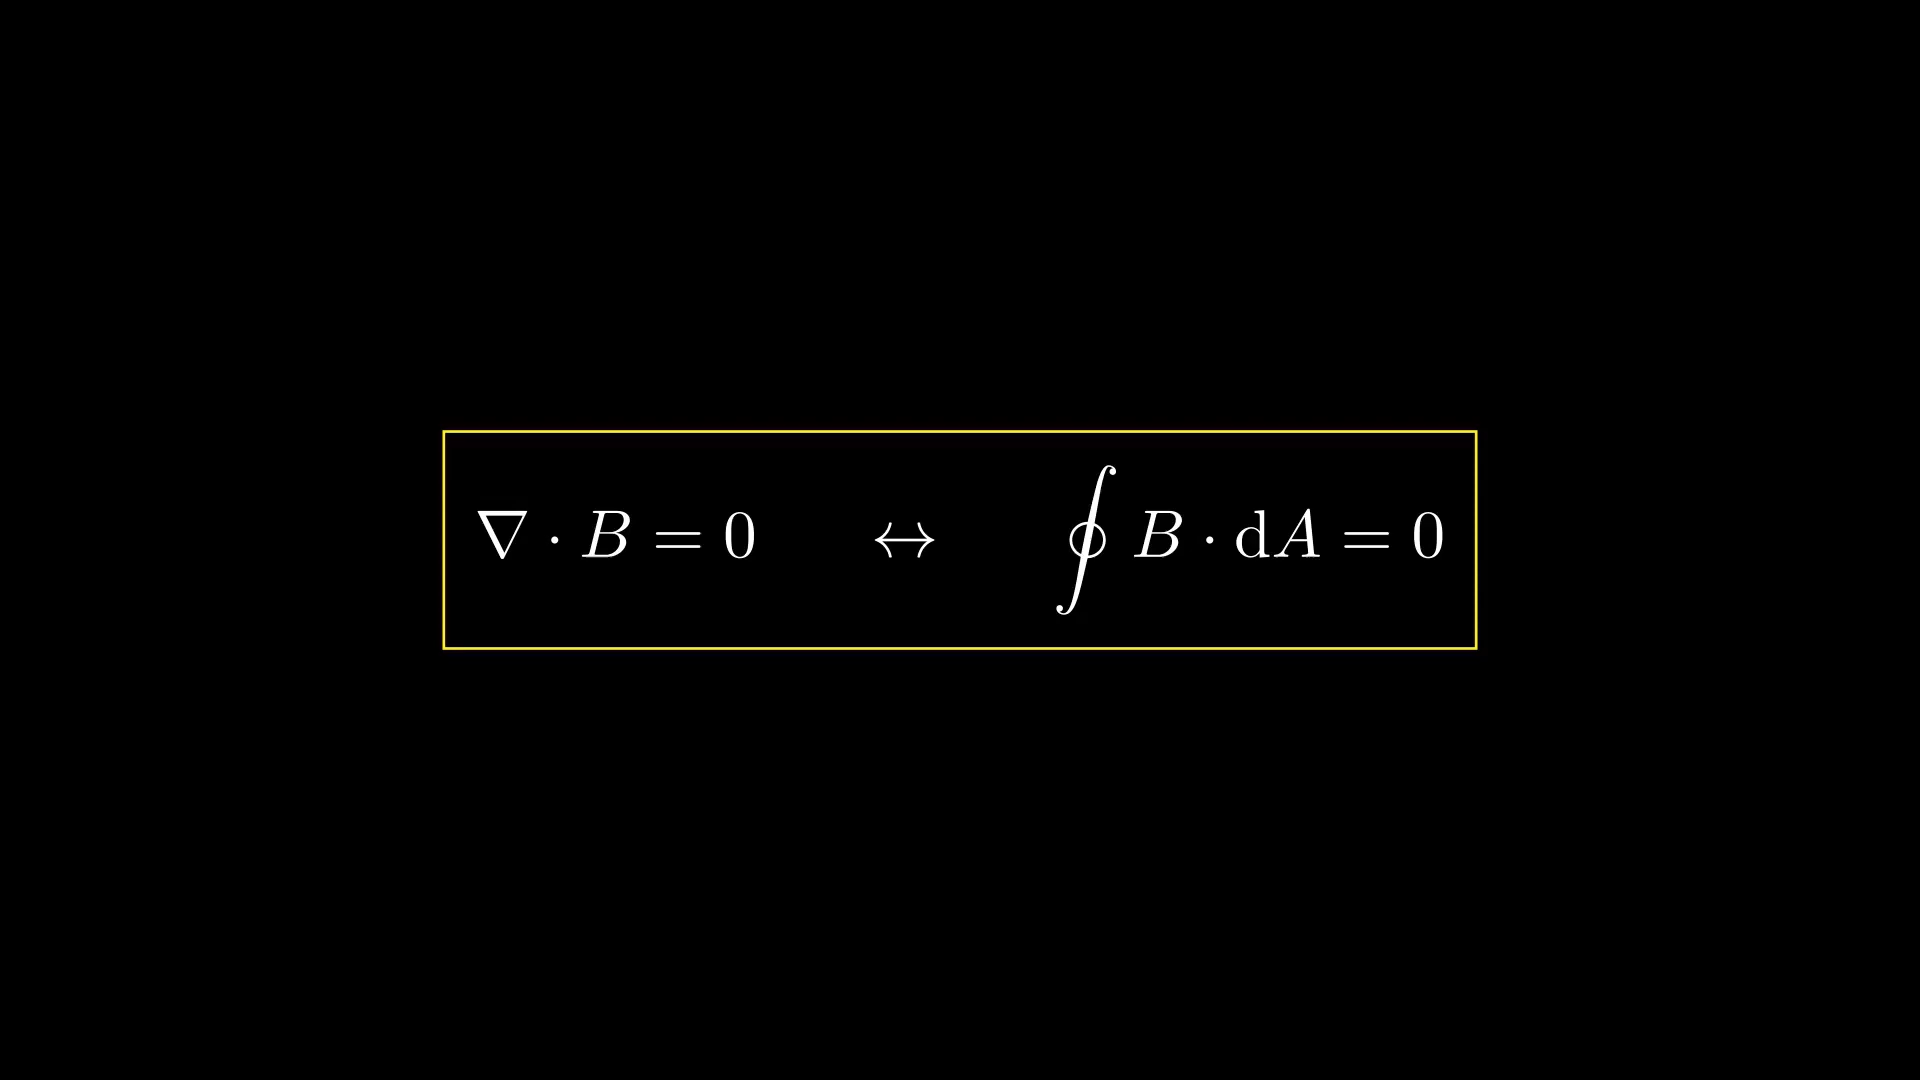 ∇ · B = 0 ↔ ∮ B · dA = 0